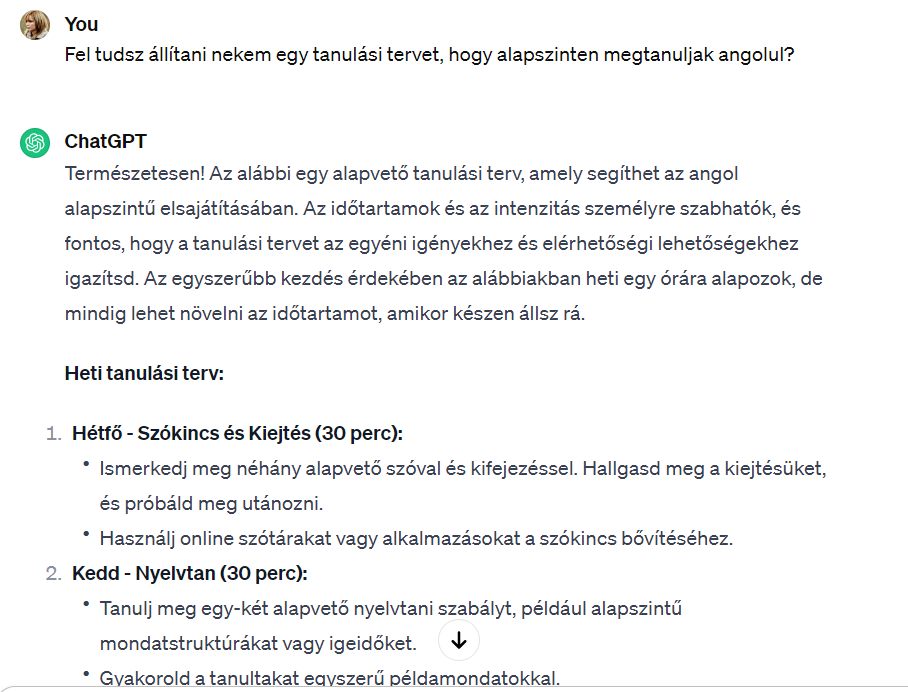 You
Fel tudsz állítani nekem egy tanulási tervet, hogy alapszinten megtanuljak angolul?
ChatGPT
Természetesen! Az alábbi egy alapvető tanulási terv, amely segíthet az angol
alapszintű elsajátításában. Az időtartamok és az intenzitás személyre szabhatók, és
fontos, hogy a tanulási tervet az egyéni igényekhez és elérhetőségi lehetőségekhez
igazítsd. Az egyszerűbb kezdés érdekében az alábbiakban heti egy órára alapozok, de
mindig lehet növelni az időtartamot, amikor készen állsz rá.
Heti tanulási terv:
1. Hétfő - Szókincs és Kiejtés (30 perc):
• Ismerkedj meg néhány alapvető szóval és kifejezéssel. Hallgasd meg a kiejtésüket,
és próbáld meg utánozni.
• Használj online szótárakat vagy alkalmazásokat a szókincs bővítéséhez.
2. Kedd - Nyelvtan (30 perc):
• Tanulj meg egy-két alapvető nyelvtani szabályt, például alapszintű
mondatstruktúrákat vagy igeidőket.
• Gyakorold a tanultakat egyszerű példamondatokkal.